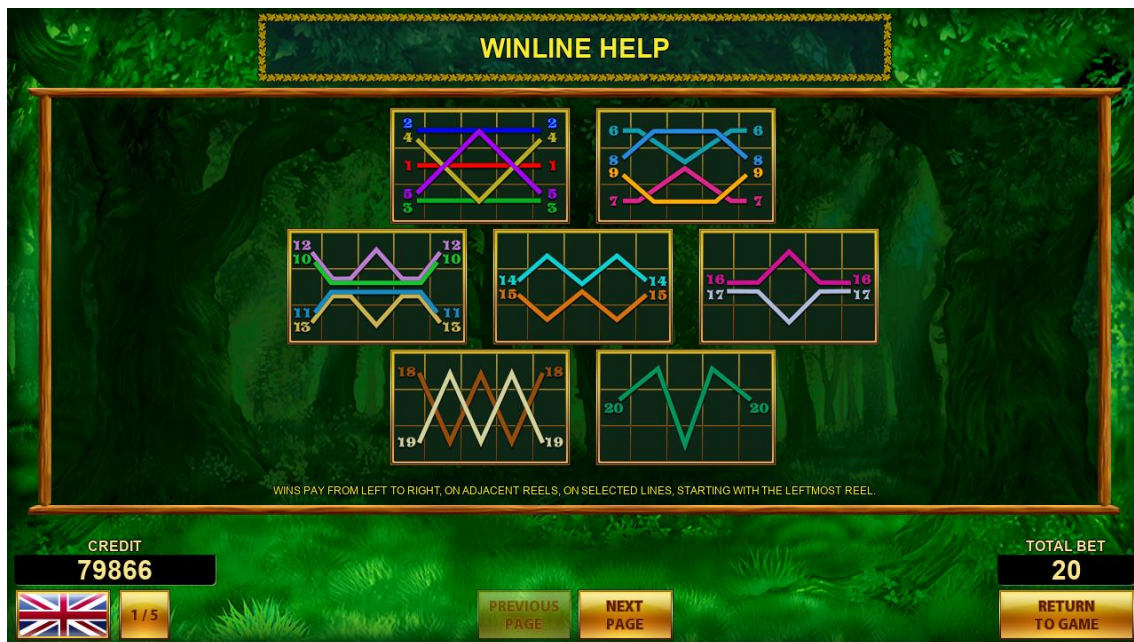 WINLINE HELP
2 2
4 4
1 1
5 5
3 3
6 6
8 8
9 9
7 7
12 12
10 10
11 11
13 13
14 14
15 15
16 16
17 17
18 18
19 19
20 20
WINS PAY FROM LEFT TO RIGHT, ON ADJACENT REELS, ON SELECTED LINES, STARTING WITH THE LEFTMOST REEL.
CREDIT
79866
TOTAL BET
20
1 / 5
PREVIOUS
PAGE
NEXT
PAGE
RETURN
TO GAME